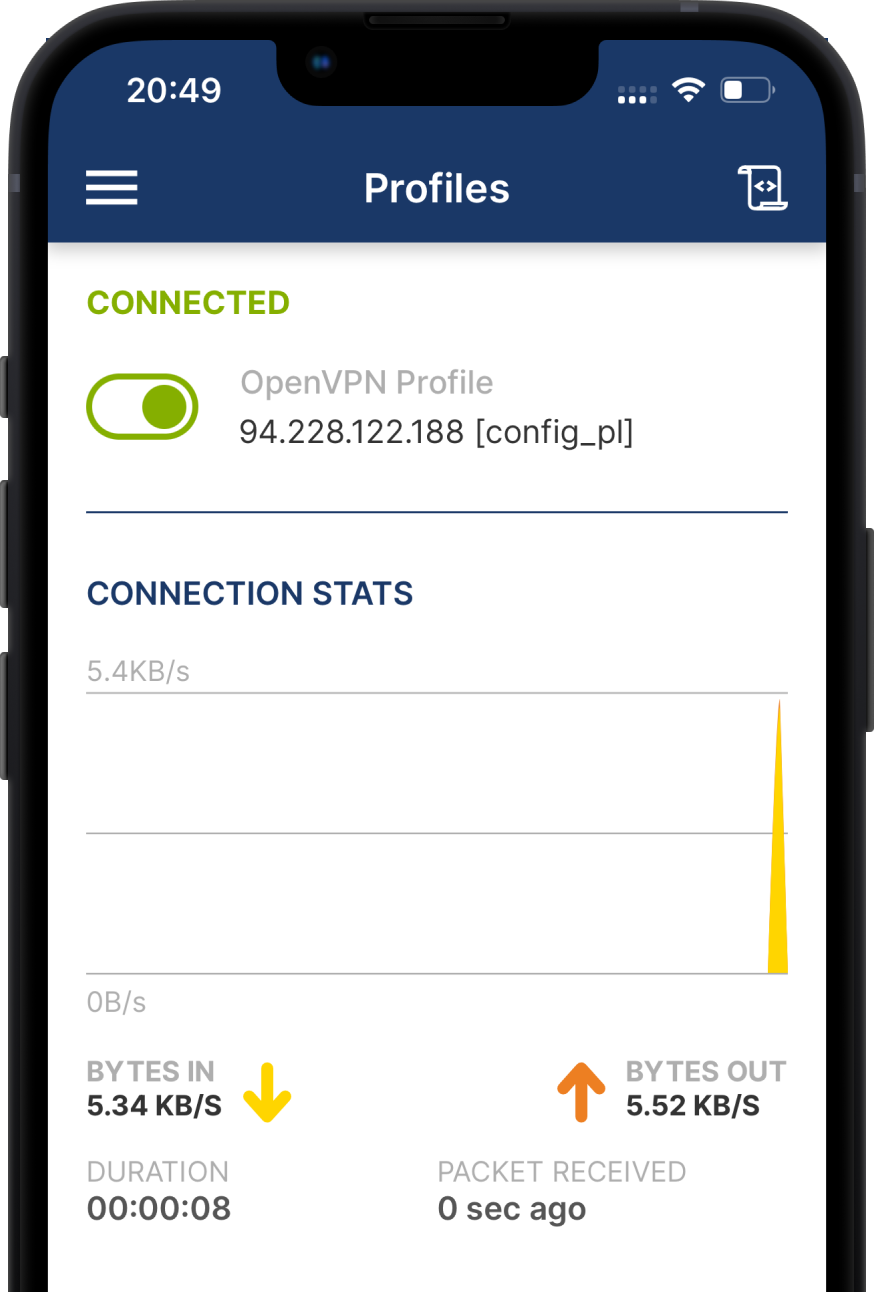 20:49
Profiles
CONNECTED
OpenVPN Profile
94.228.122.188 [config_pl]
CONNECTION STATS
5.4KB/s
0B/s
BYTES IN
5.34 KB/S
BYTES OUT
5.52 KB/S
DURATION
00:00:08
PACKET RECEIVED
0 sec ago